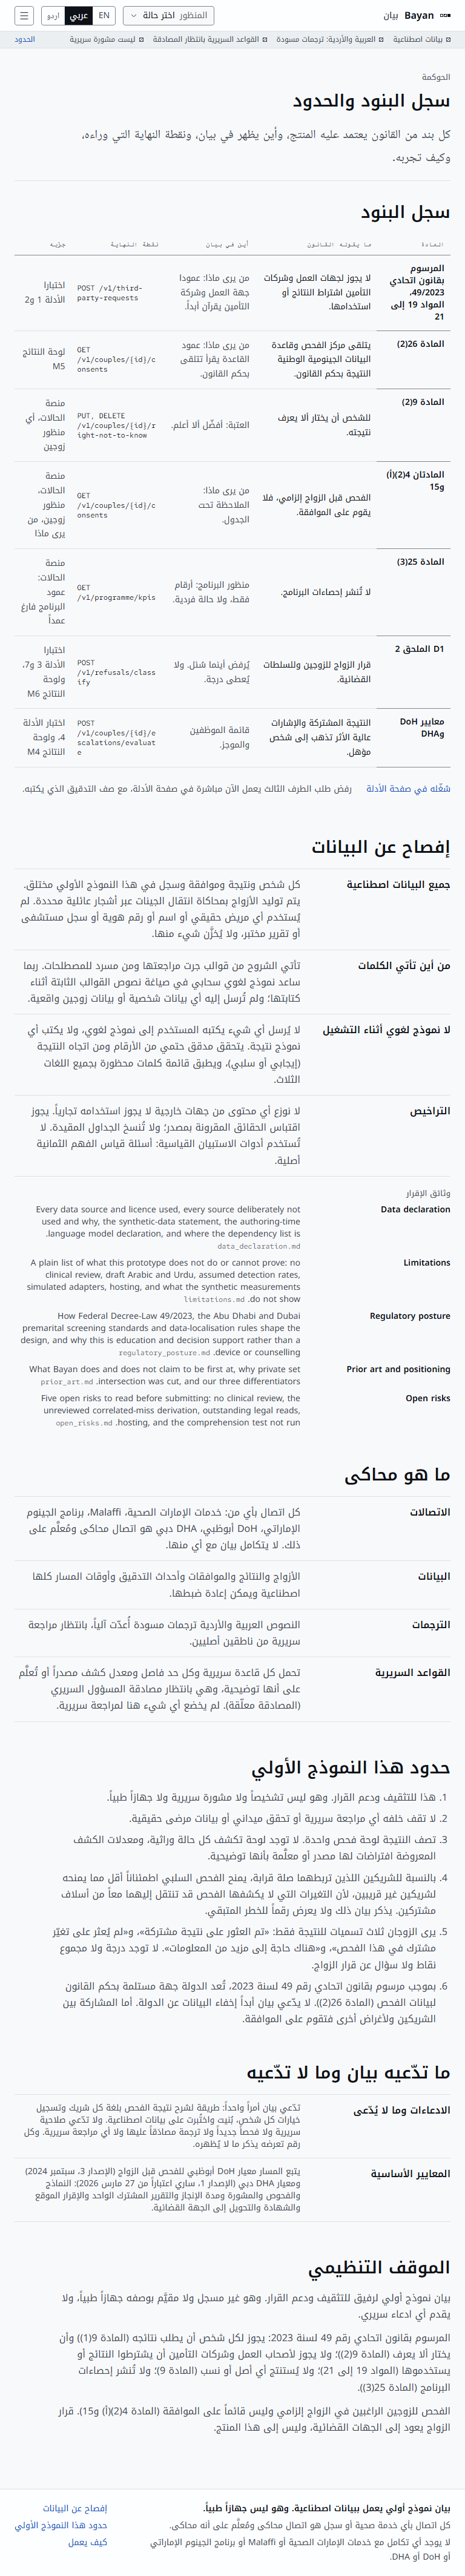 Bayan بيان
المنظور اختر حالة
EN عربي اردو
بيانات اصطناعية
العربية والأردية: ترجمات مسودة
القواعد السريرية بانتظار المصادقة
ليست مشورة سريرية
الحدود
الحوكمة
سجل البنود والحدود
كل بند من القانون يعتمد عليه المنتج، وأين يظهر في بيان، ونقطة النهاية التي وراءه،
وكيف تجربه.
سجل البنود
المادة
ما يقوله القانون
أين في بيان
نقطة النهاية
جرّبه
المرسوم
بقانون اتحادي
49/2023،
المواد 19 إلى
21
لا يجوز لجهات العمل وشركات
التأمين اشتراط النتائج أو
استخدامها.
من يرى ماذا: عمودا
جهة العمل وشركة
التأمين يقرآن أبداً.
POST /v1/third-
party-requests
اختبارا
الأدلة 1 و2
المادة 26(2)
يتلقى مركز الفحص وقاعدة
البيانات الجينومية الوطنية
النتيجة بحكم القانون.
من يرى ماذا: عمود
القاعدة يقرأ تتلقى
بحكم القانون.
GET
/v1/couples/{id}/c
onsents
لوحة النتائج
M5
المادة 9(2)
للشخص أن يختار ألا يعرف
نتيجته.
العتبة: أفضّل ألا أعلم.
PUT, DELETE
/v1/couples/{id}/r
ight-not-to-know
منصة
الحالات، أي
منظور
زوجين
المادتان 4(2)(أ)
و15
الفحص قبل الزواج إلزامي، فلا
يقوم على الموافقة.
من يرى ماذا:
الملاحظة تحت
الجدول.
GET
/v1/couples/{id}/c
onsents
منصة
الحالات،
منظور
زوجين، من
يرى ماذا
المادة 25(3)
لا تُنشر إحصاءات البرنامج.
منظور البرنامج: أرقام
فقط، ولا حالة فردية.
GET
/v1/programme/kpis
منصة
الحالات:
عمود
البرنامج فارغ
عمداً
D1 الملحق 2
قرار الزواج للزوجين وللسلطات
القضائية.
يُرفض أينما سُئل. ولا
يُعطى درجة.
POST
/v1/refusals/class
ify
اختبارا
الأدلة 3 و7،
ولوحة
النتائج M6
معايير DoH
وDHA
النتيجة المشتركة والإشارات
عالية الأثر تذهب إلى شخص
مؤهل.
قائمة الموظفين
والموجز.
POST
/v1/couples/{id}/e
scalations/evaluat
e
اختبار الأدلة
4، ولوحة
النتائج M4
شغّله في صفحة الأدلة رفض طلب الطرف الثالث يعمل الآن مباشرة في صفحة الأدلة، مع صف التدقيق الذي يكتبه.
إفصاح عن البيانات
جميع البيانات اصطناعية
كل شخص ونتيجة وموافقة وسجل في هذا النموذج الأولي مختلق.
يتم توليد الأزواج بمحاكاة انتقال الجينات عبر أشجار عائلية محددة. لم
يُستخدم أي مريض حقيقي أو اسم أو رقم هوية أو سجل مستشفى
أو تقرير مختبر، ولا يُخزَّن شيء منها.
من أين تأتي الكلمات
تأتي الشروح من قوالب جرت مراجعتها ومن مسرد للمصطلحات. ربما
ساعد نموذج لغوي سحابي في صياغة نصوص القوالب الثابتة أثناء
كتابتها؛ ولم تُرسل إليه أي بيانات شخصية أو بيانات زوجين واقعية.
لا نموذج لغوي أثناء التشغيل
لا يُرسل أي شيء يكتبه المستخدم إلى نموذج لغوي، ولا يكتب أي
نموذج نتيجة. يتحقق مدقق حتمي من الأرقام ومن اتجاه النتيجة
(إيجابي أو سلبي)، ويطبق قائمة كلمات محظورة بجميع اللغات
الثلاث.
التراخيص
لا نوزع أي محتوى من جهات خارجية لا يجوز استخدامه تجارياً. يجوز
اقتباس الحقائق المقرونة بمصدر؛ ولا تُنسخ الجداول المقيدة. لا
تُستخدم أدوات الاستبيان القياسية: أسئلة قياس الفهم الثمانية
أصلية.
وثائق الإقرار
Data declaration
Every data source and licence used, every source deliberately not
used and why, the synthetic-data statement, the authoring-time
language model declaration, and where the dependency list is.
data_declaration.md
Limitations
A plain list of what this prototype does not do or cannot prove: no
clinical review, draft Arabic and Urdu, assumed detection rates,
simulated adapters, hosting, and what the synthetic measurements
do not show. limitations.md
Regulatory posture
How Federal Decree-Law 49/2023, the Abu Dhabi and Dubai
premarital screening standards and data-localisation rules shape the
design, and why this is education and decision support rather than a
device or counselling. regulatory_posture.md
Prior art and positioning
What Bayan does and does not claim to be first at, why private set
intersection was cut, and our three differentiators. prior_art.md
Open risks
Five open risks to read before submitting: no clinical review, the
unreviewed correlated-miss derivation, outstanding legal reads,
hosting, and the comprehension test not run. open_risks.md
ما هو محاكى
الاتصالات
كل اتصال بأي من: خدمات الإمارات الصحية، Malaffi، برنامج الجينوم
الإماراتي، DoH أبوظبي، DHA دبي هو اتصال محاكى ومُعلَّم على
ذلك. لا يتكامل بيان مع أي منها.
البيانات
الأزواج والنتائج والموافقات وأحداث التدقيق وأوقات المسار كلها
اصطناعية ويمكن إعادة ضبطها.
الترجمات
النصوص العربية والأردية ترجمات مسودة أُعدّت آلياً، بانتظار مراجعة
سريرية من ناطقين أصليين.
القواعد السريرية
تحمل كل قاعدة سريرية وكل حد فاصل ومعدل كشف مصدراً أو تُعلَّم
على أنها توضيحية، وهي بانتظار مصادقة المسؤول السريري
(المصادقة معلّقة). لم يخضع أي شيء هنا لمراجعة سريرية.
حدود هذا النموذج الأولي
1. هذا للتثقيف ودعم القرار. وهو ليس تشخيصاً ولا مشورة سريرية ولا جهازاً طبياً.
2. لا تقف خلفه أي مراجعة سريرية أو تحقق ميداني أو بيانات مرضى حقيقية.
3. تصف النتيجة لوحة فحص واحدة. لا توجد لوحة تكشف كل حالة وراثية، ومعدلات الكشف
المعروضة افتراضات لها مصدر أو معلَّمة بأنها توضيحية.
4. بالنسبة للشريكين اللذين تربطهما صلة قرابة، يمنح الفحص السلبي اطمئناناً أقل مما يمنحه
لشريكين غير قريبين، لأن التغيرات التي لا يكشفها الفحص قد تنتقل إليهما معاً من أسلاف
مشتركين. يذكر بيان ذلك ولا يعرض رقماً للخطر المتبقي.
5. يرى الزوجان ثلاث تسميات للنتيجة فقط: «تم العثور على نتيجة مشتركة»، و«لم يُعثر على تغيّر
مشترك في هذا الفحص»، و«هناك حاجة إلى مزيد من المعلومات». لا توجد درجة ولا مجموع
نقاط ولا سؤال عن قرار الزواج.
6. بموجب مرسوم بقانون اتحادي رقم 49 لسنة 2023، تُعد الدولة جهة مستلمة بحكم القانون
لبيانات الفحص (المادة 26(2)). لا يدّعي بيان أبداً إخفاء البيانات عن الدولة. أما المشاركة بين
الشريكين ولأغراض أخرى فتقوم على الموافقة.
ما تدّعيه بيان وما لا تدّعيه
الادعاءات وما لا يُدّعى
تدّعي بيان أمراً واحداً: طريقة لشرح نتيجة الفحص بلغة كل شريك وتسجيل
خيارات كل شخص، بُنيت واختُبرت على بيانات اصطناعية. ولا تدّعي صلاحية
سريرية ولا فحصاً جديداً ولا ترجمة مصادَقاً عليها ولا أي مراجعة سريرية. وكل
رقم تعرضه يذكر ما لا يُظهره.
المعايير الأساسية
يتبع المسار معيار DoH أبوظبي للفحص قبل الزواج (الإصدار 3، سبتمبر 2024)
ومعيار DHA دبي (الإصدار 1، ساري اعتباراً من 27 مارس 2026): النماذج
والفحوص والمشورة ومدة الإنجاز والتقرير المشترك الواحد والإقرار الموقع
والشهادة والتحويل إلى الجهة القضائية.
الموقف التنظيمي
بيان نموذج أولي لرفيق للتثقيف ودعم القرار. وهو غير مسجل ولا مقيَّم بوصفه جهازاً طبياً، ولا
يقدم أي ادعاء سريري.
المرسوم بقانون اتحادي رقم 49 لسنة 2023: يجوز لكل شخص أن يطلب نتائجه (المادة 9(1)) وأن
يختار ألا يعرف (المادة 9(2))؛ ولا يجوز لأصحاب العمل وشركات التأمين أن يشترطوا النتائج أو
يستخدموها (المواد 19 إلى 21)؛ ولا يُستنتج أي أصل أو نسب (المادة 9)؛ ولا تُنشر إحصاءات
البرنامج (المادة 25(3)).
الفحص للزوجين الراغبين في الزواج إلزامي وليس قائماً على الموافقة (المادة 4(2)(أ) و15). قرار
الزواج يعود إلى الجهات القضائية، وليس إلى هذا المنتج.
بيان نموذج أولي يعمل ببيانات اصطناعية. وهو ليس جهازاً طبياً.
كل اتصال بأي خدمة صحية أو سجل هو اتصال محاكى ومُعلَّم على أنه محاكى.
لا يوجد أي تكامل مع خدمات الإمارات الصحية أو Malaffi أو برنامج الجينوم الإماراتي
أو DoH أو DHA.
إفصاح عن البيانات
حدود هذا النموذج الأولي
كيف يعمل